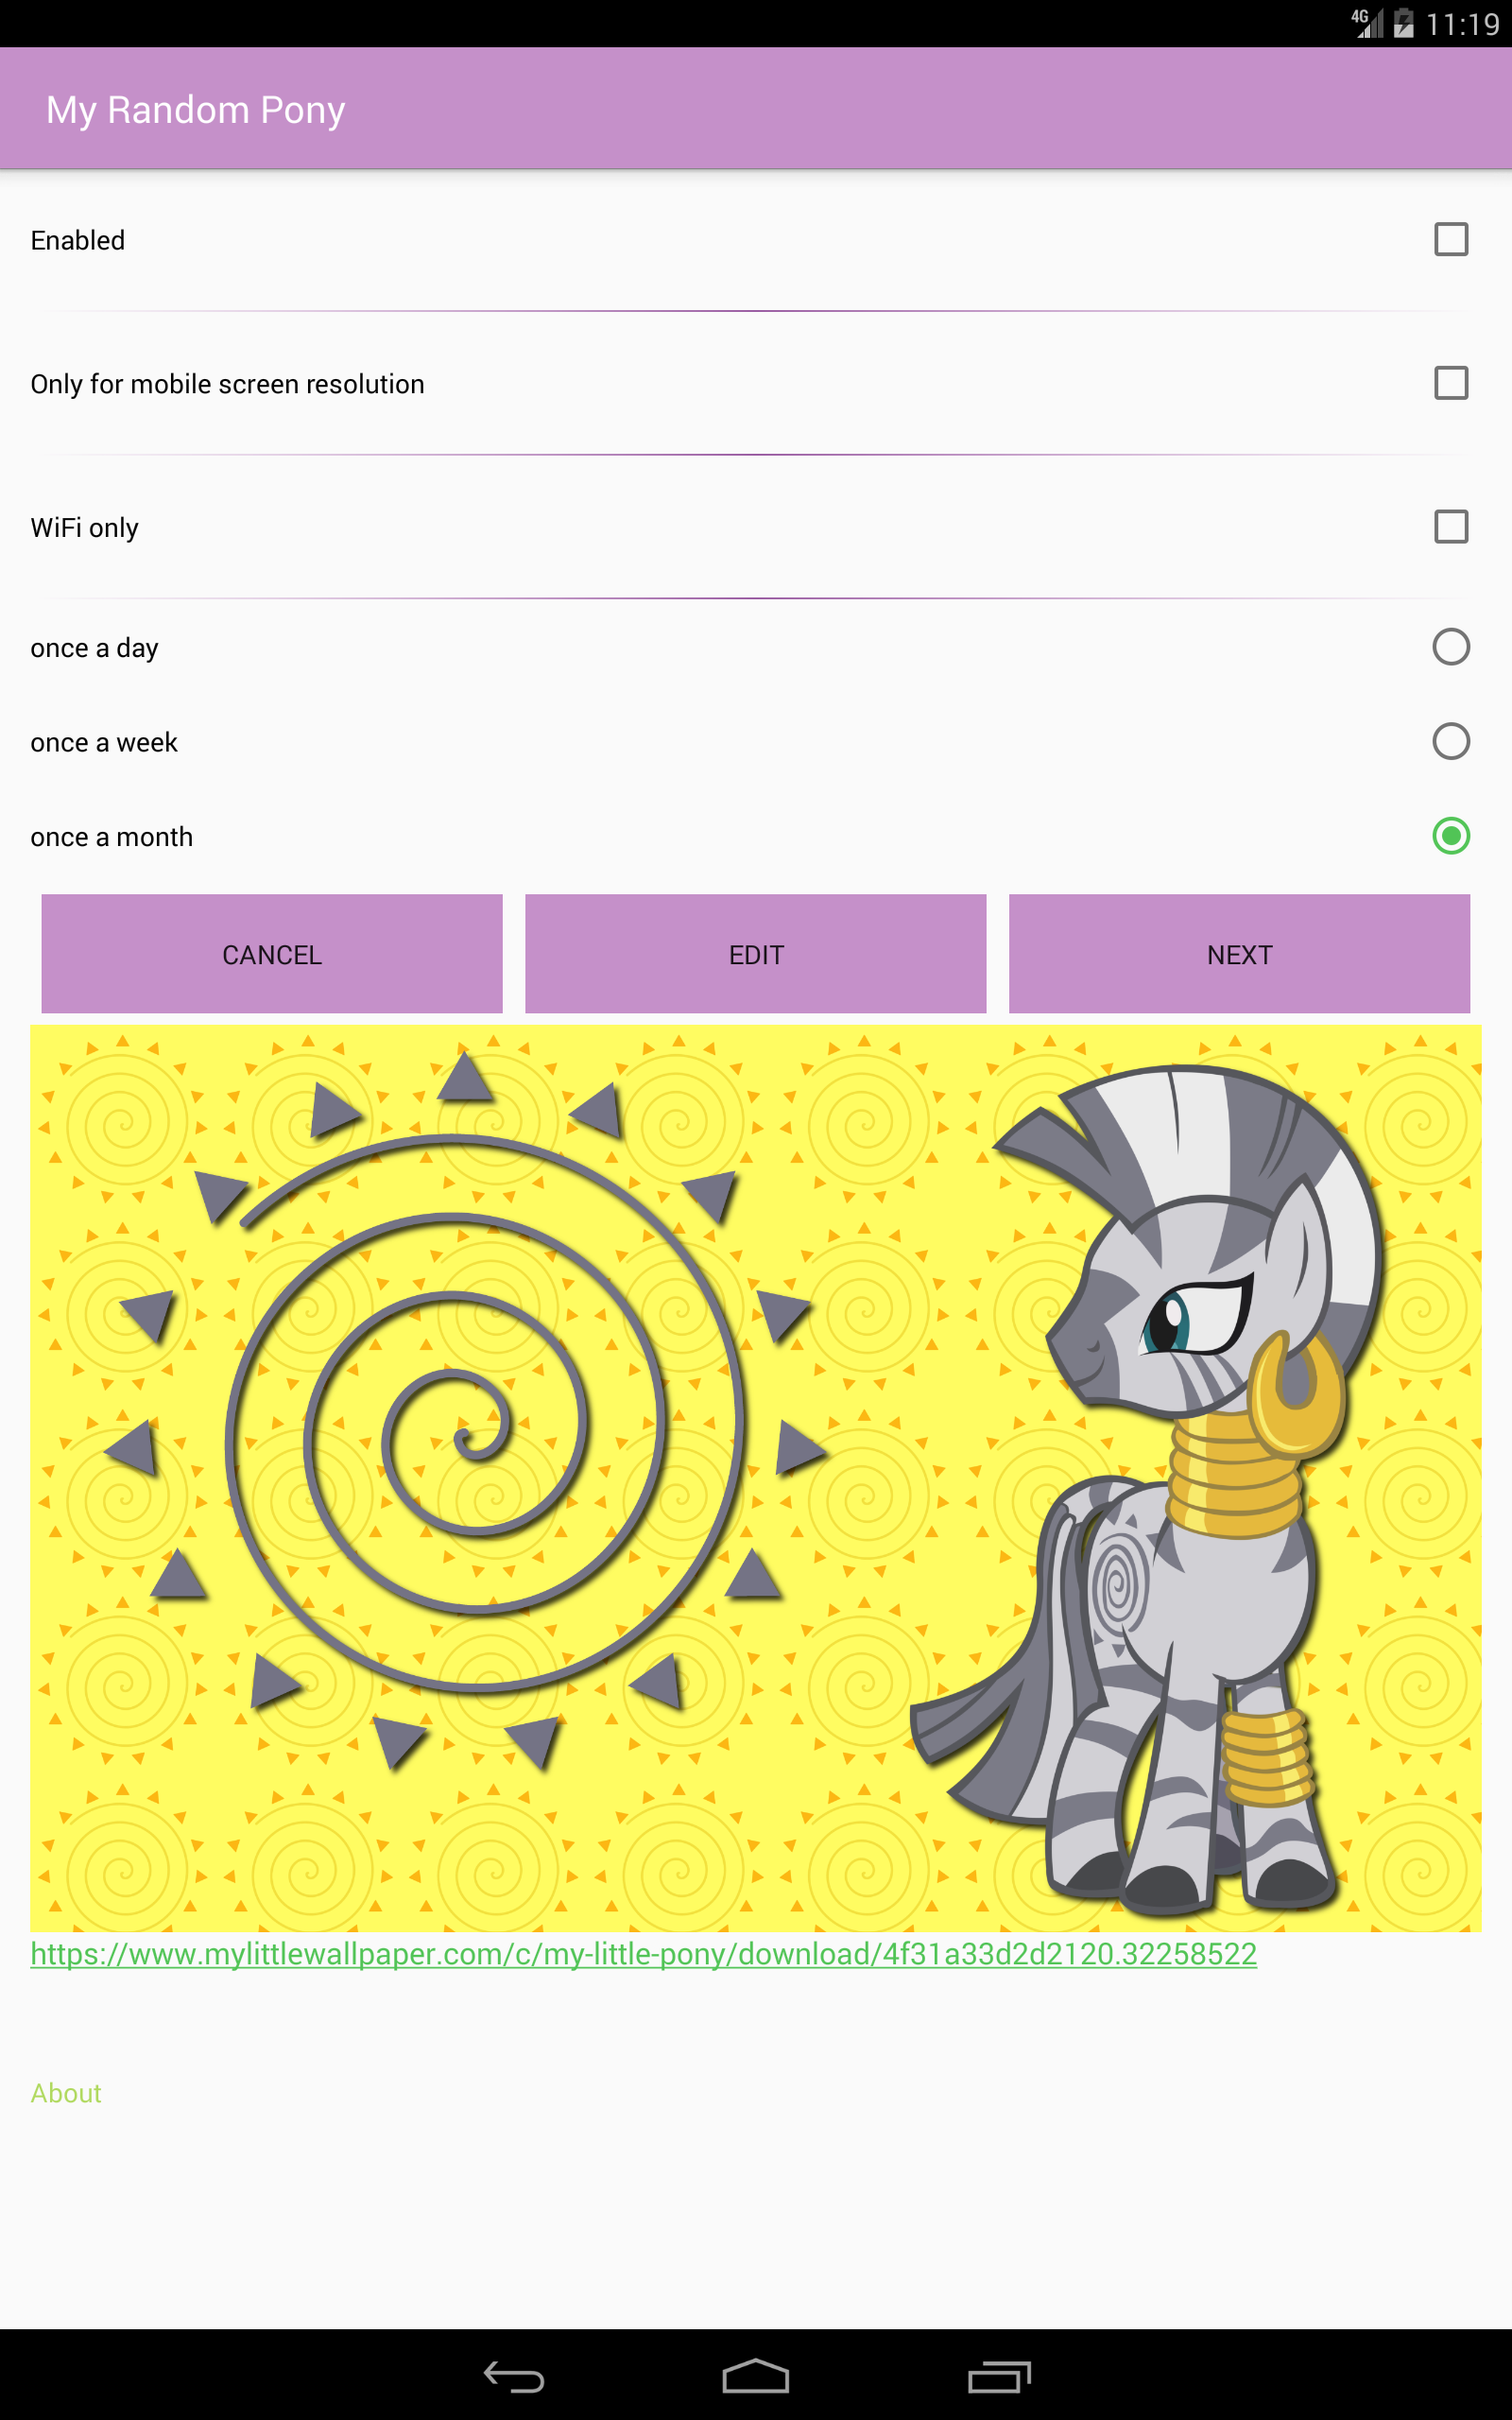 4G 11:19
My Random Pony
Enabled
Only for mobile screen resolution
WiFi only
once a day
once a week
once a month
CANCEL EDIT NEXT
https://www.mylittlewallpaper.com/c/my-little-pony/download/4f31a33d2d2120.32258522
About